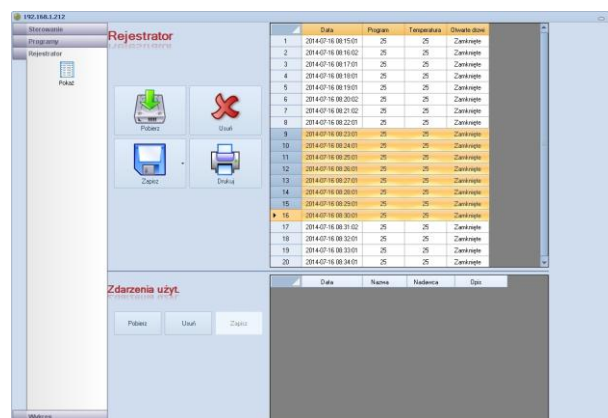 192.168.1.212
Sterowanie
Programy
Rejestrator
Pokaż
Rejestrator
Pobierz
Usuń
Zapisz
Drukuj
Data Program Temperatura Otwarte drzwi
1 2014-07-16 08:15:01 25 25 Zamknięte
2 2014-07-16 08:16:02 25 25 Zamknięte
3 2014-07-16 08:17:01 25 25 Zamknięte
4 2014-07-16 08:18:01 25 25 Zamknięte
5 2014-07-16 08:19:01 25 25 Zamknięte
6 2014-07-16 08:20:02 25 25 Zamknięte
7 2014-07-16 08:21:02 25 25 Zamknięte
8 2014-07-16 08:22:01 25 25 Zamknięte
9 2014-07-16 08:23:01 25 25 Zamknięte
10 2014-07-16 08:24:01 25 25 Zamknięte
11 2014-07-16 08:25:01 25 25 Zamknięte
12 2014-07-16 08:26:01 25 25 Zamknięte
13 2014-07-16 08:27:01 25 25 Zamknięte
14 2014-07-16 08:28:01 25 25 Zamknięte
15 2014-07-16 08:29:01 25 25 Zamknięte
16 2014-07-16 08:30:01 25 25 Zamknięte
17 2014-07-16 08:31:02 25 25 Zamknięte
18 2014-07-16 08:32:01 25 25 Zamknięte
19 2014-07-16 08:33:01 25 25 Zamknięte
20 2014-07-16 08:34:01 25 25 Zamknięte
Zdarzenia użyt.
Pobierz Usuń Zapisz
Data Nazwa Nadawca Opis
Wykres